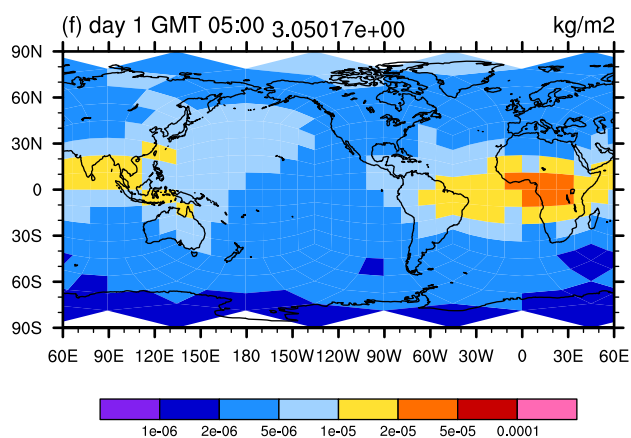 (f) day 1 GMT 05:00 3.05017e+00 kg/m2
90N
60N
30N
0
30S
60S
90S
60E 90E 120E 150E 180 150W 120W 90W 60W 30W 0 30E 60E
1e-06 2e-06 5e-06 1e-05 2e-05 5e-05 0.0001